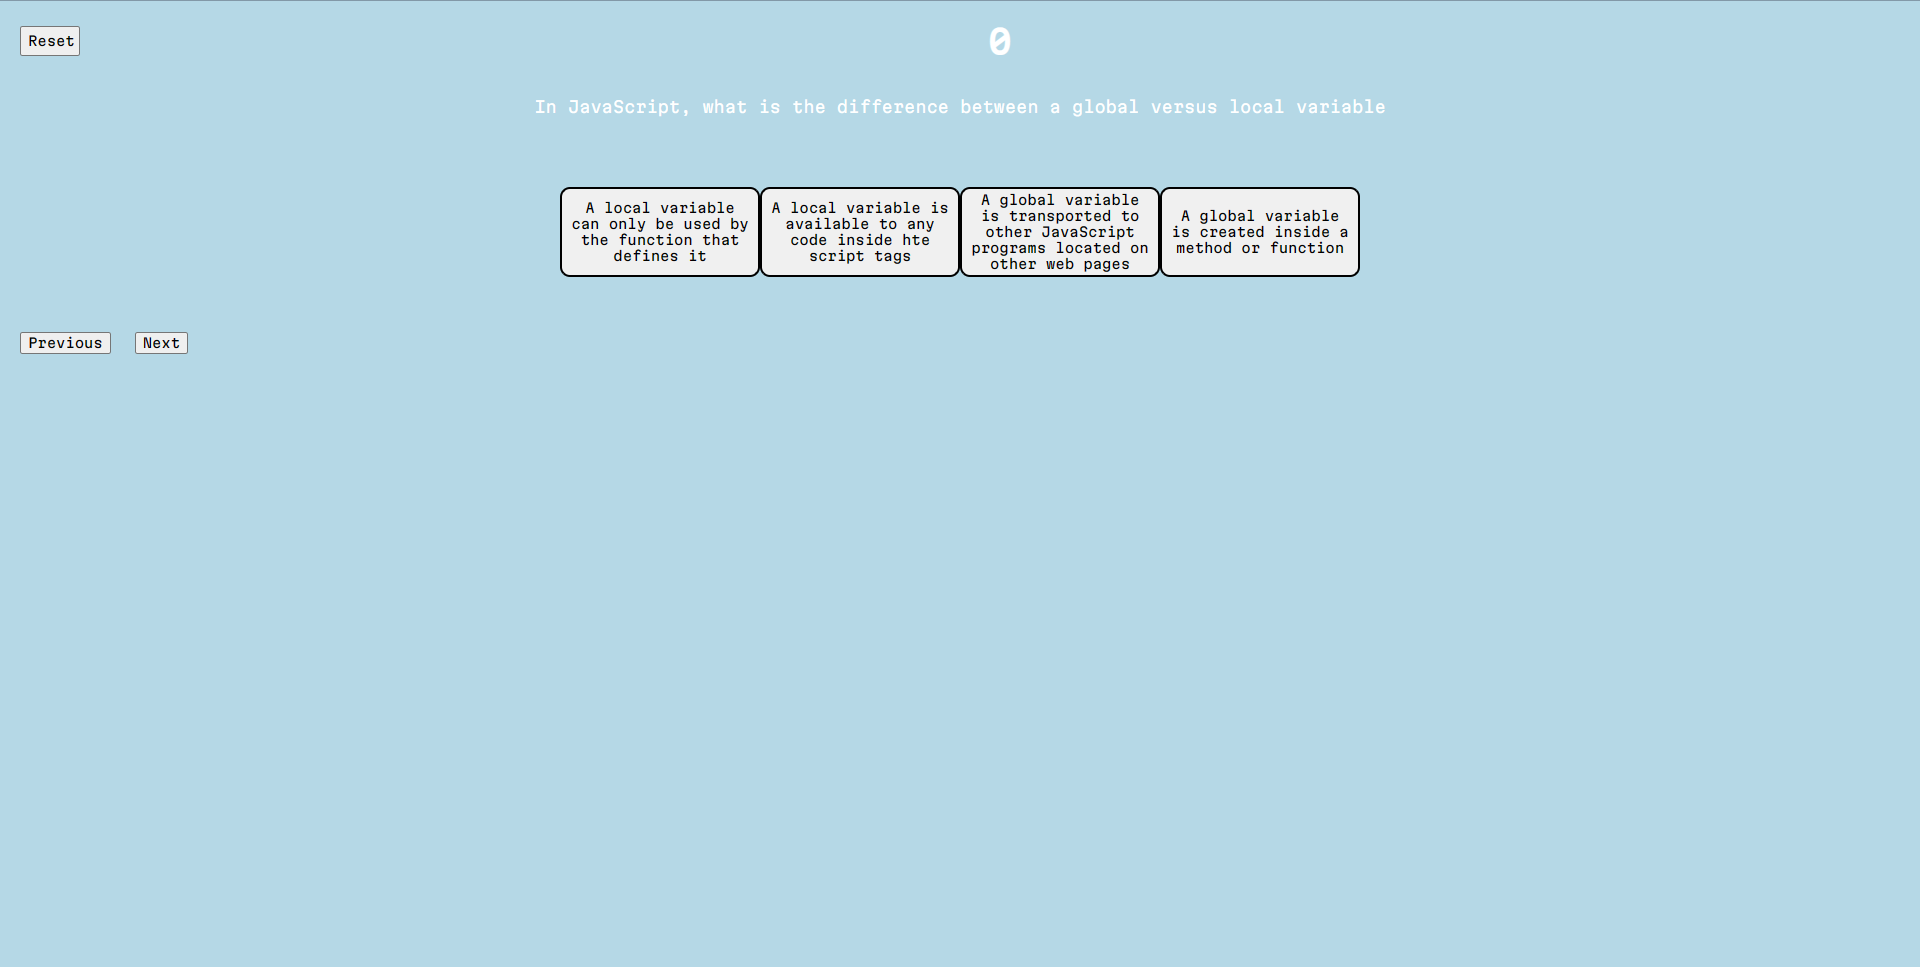 Reset
0
In JavaScript, what is the difference between a global versus local variable
A local variable
can only be used by
the function that
defines it
A local variable is
available to any
code inside hte
script tags
A global variable
is transported to
other JavaScript
programs located on
other web pages
A global variable
is created inside a
method or function
Previous
Next